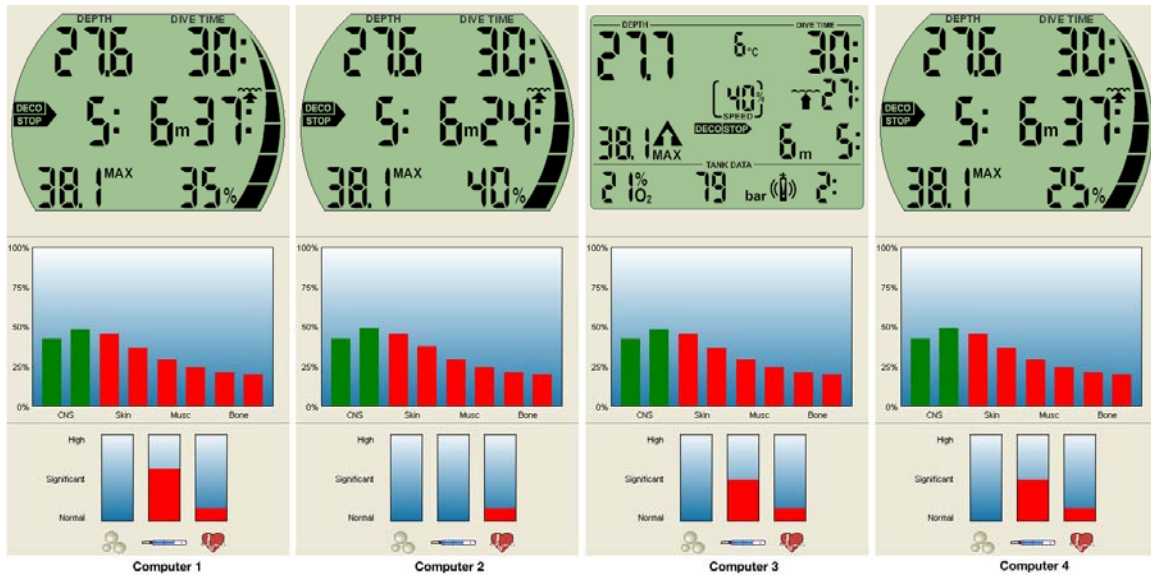 DEPTH DIVE TIME
27.6 30:
DECO STOP 5: 6m 37:
38.1 MAX 35%
100%
75%
50%
25%
0%
CNS Skin Musc Bone
High
Significant
Normal
Computer 1
DEPTH DIVE TIME
27.6 30:
DECO STOP 5: 6m 24:
38.1 MAX 40%
100%
75%
50%
25%
0%
CNS Skin Musc Bone
High
Significant
Normal
Computer 2
DEPTH DIVE TIME
27.7 6°C 30:
40% 27:
SPEED
DECO STOP
38.1 MAX 6m 5:
TANK DATA
21% O2 79 bar 2:
100%
75%
50%
25%
0%
CNS Skin Musc Bone
High
Significant
Normal
Computer 3
DEPTH DIVE TIME
27.6 30:
DECO STOP 5: 6m 37:
38.1 MAX 25%
100%
75%
50%
25%
0%
CNS Skin Musc Bone
High
Significant
Normal
Computer 4